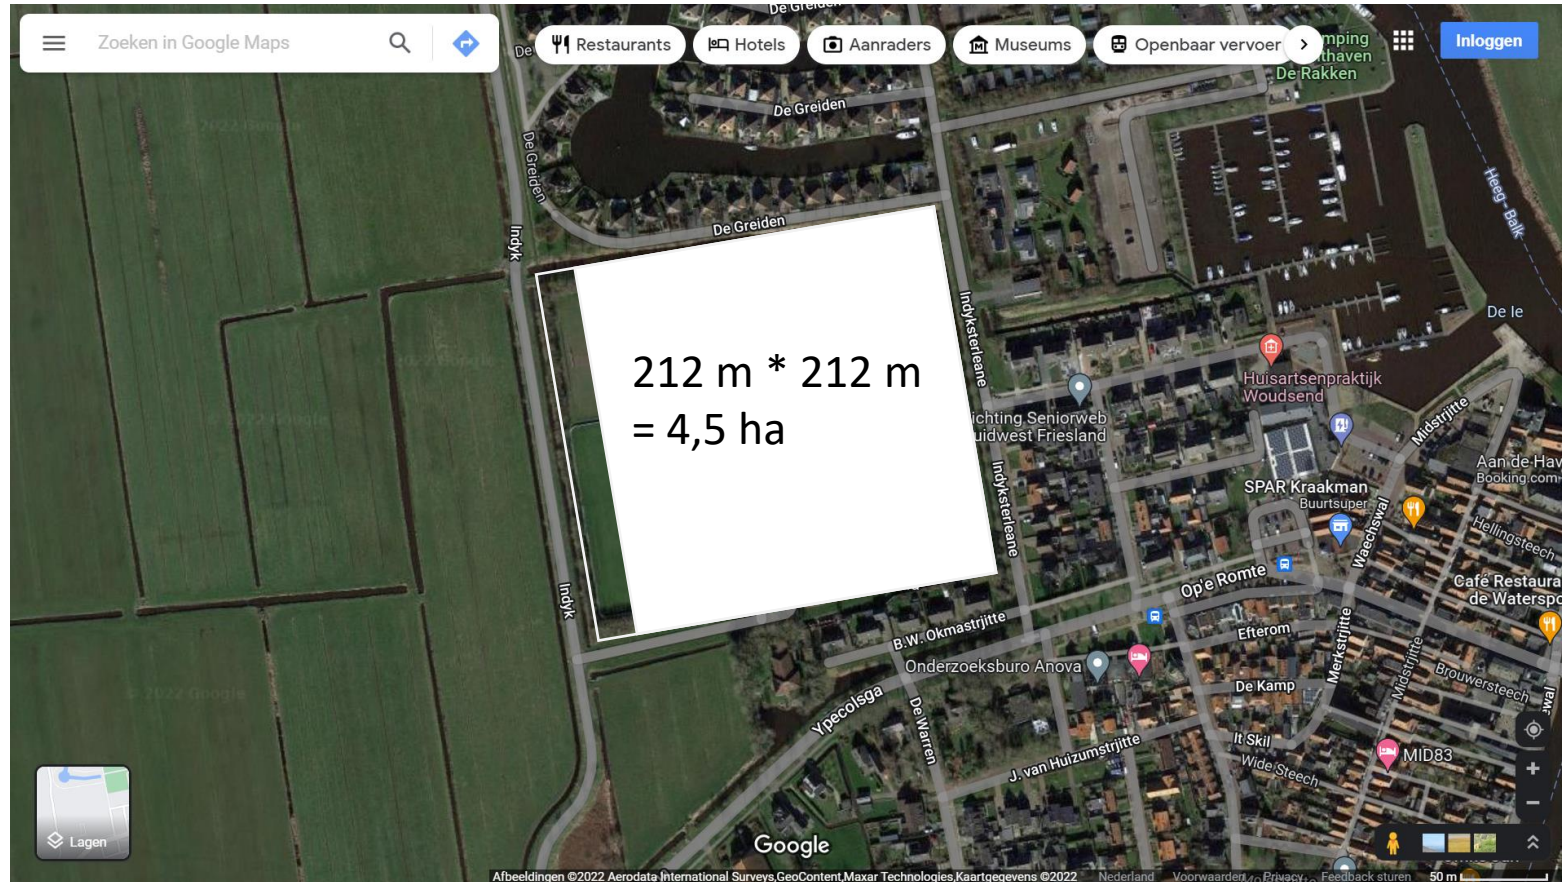 Zoeken in Google Maps
Restaurants
Hotels
Aanraders
Museums
Openbaar vervoer
De Greiden
De Rakken
De Greiden
De Greiden
De Greiden
Indyk
Heeg - Balk
De Ie
Inloggen
212 m * 212 m
= 4,5 ha
Indyksterleane
Huisartsenpraktijk
Woudsend
ichting Seniorweb
uidwest Friesland
Midstrjitte
Aan de Hav
Booking.com
SPAR Kraakman
Buurtsuper
Indyksterleane
Waechswal
Hellingsteech
Indyk
Op'e Romte
Café Restaura
de Waterspo
B.W. Okmastrjitte
Efterom
Merkstrjitte
Midstrjitte
Brouwersteech
Onderzoeksburo Anova
De Kamp
Ypecolsga
De Warren
It Skil
Wide Steech
J. van Huizumstrjitte
MID83
Lagen
Google
Afbeeldingen ©2022 Aerodata International Surveys,GeoContent,Maxar Technologies,Kaartgegevens ©2022
Nederland
Voorwaarden
Privacy
Feedback sturen
50 m